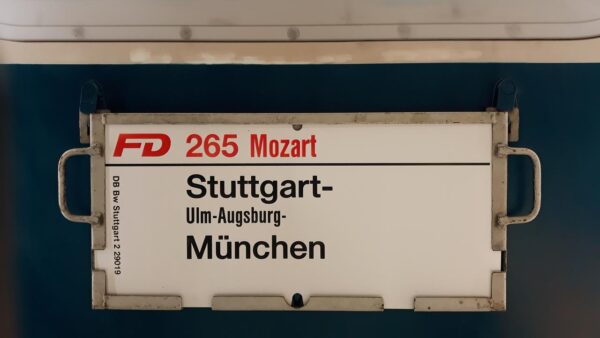 FD 265 Mozart
Stuttgart-
Ulm-Augsburg-
München
DB Bw Stuttgart 2 29019